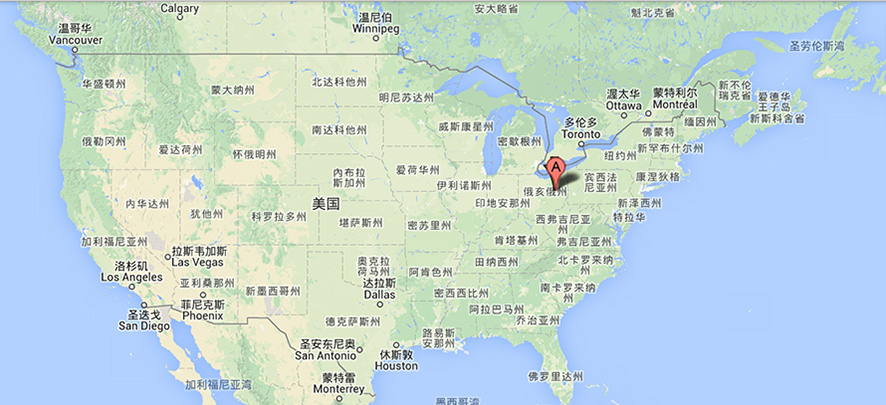 Calgary
温哥华
Vancouver
温尼伯
Winnipeg
安大略省
魁北克省
圣劳伦斯湾
华盛顿州
蒙大纳州
北达科他州
明尼苏达州
渥太华
Ottawa
蒙特利尔
Montréal
新不伦
瑞克省
爱德华
王子岛
新斯科舍省
缅因州
俄勒冈州
爱达荷州
怀俄明州
南达科他州
威斯康星州
密歇根州
多伦多
Toronto
佛蒙特
新罕布什尔州
纽约州
内布拉
斯加州
爱荷华州
伊利诺斯州
A
俄亥俄州
宾西法
尼亚州
康涅狄格
内华达州
犹他州
科罗拉多州
美国
堪萨斯州
密苏里州
印地安那州
西弗吉尼亚
州
新泽西州
特拉华
加利福尼亚州
拉斯韦加斯
Las Vegas
肯塔基州
弗吉尼亚州
洛杉矶
Los Angeles
亚利桑那州
新墨西哥州
奥克拉
荷马州
阿肯色州
田纳西州
北卡罗来纳
州
圣迭戈
San Diego
菲尼克斯
Phoenix
达拉斯
Dallas
密西西比州
阿拉巴马州
南卡罗来纳
州
乔治亚州
德克萨斯州
路易斯
安那州
圣安东尼奥
San Antonio
休斯敦
Houston
加利福尼亚湾
蒙特雷
Monterrey
佛罗里达州
墨西哥湾